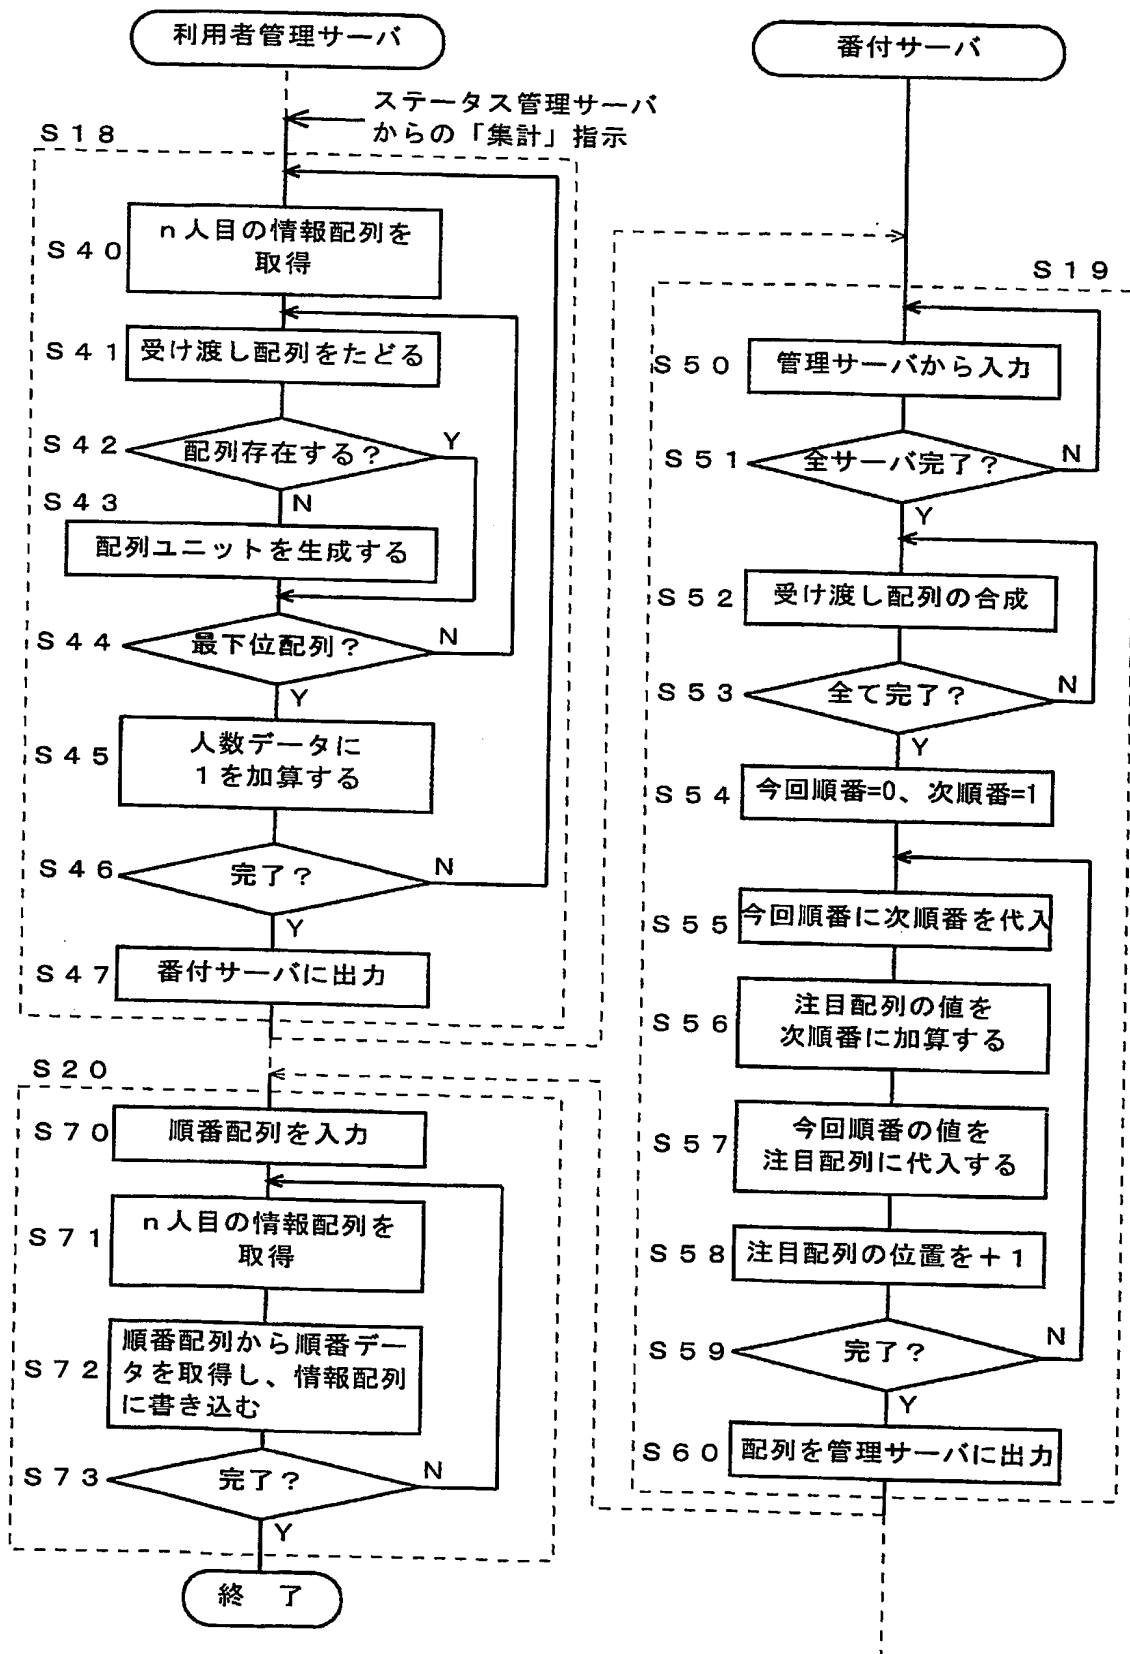 利用者管理サーバ
ステータス管理サーバ
からの「集計」指示
S18
S40
n人目の情報配列を
取得
S41
受け渡し配列をたどる
S42
配列存在する?
Y
N
S43
配列ユニットを生成する
S44
最下位配列?
N
Y
S45
人数データに
1を加算する
S46
完了?
N
Y
S47
番付サーバに出力
S20
S70
順番配列を入力
S71
n人目の情報配列を
取得
S72
順番配列から順番デー
タを取得し、情報配列
に書き込む
S73
完了?
N
Y
終 了
番付サーバ
S19
S50
管理サーバから入力
S51
全サーバ完了?
N
Y
S52
受け渡し配列の合成
S53
全て完了?
N
Y
S54
今回順番=0、次順番=1
S55
今回順番に次順番を代入
S56
注目配列の値を
次順番に加算する
S57
今回順番の値を
注目配列に代入する
S58
注目配列の位置を+1
S59
完了?
N
Y
S60
配列を管理サーバに出力